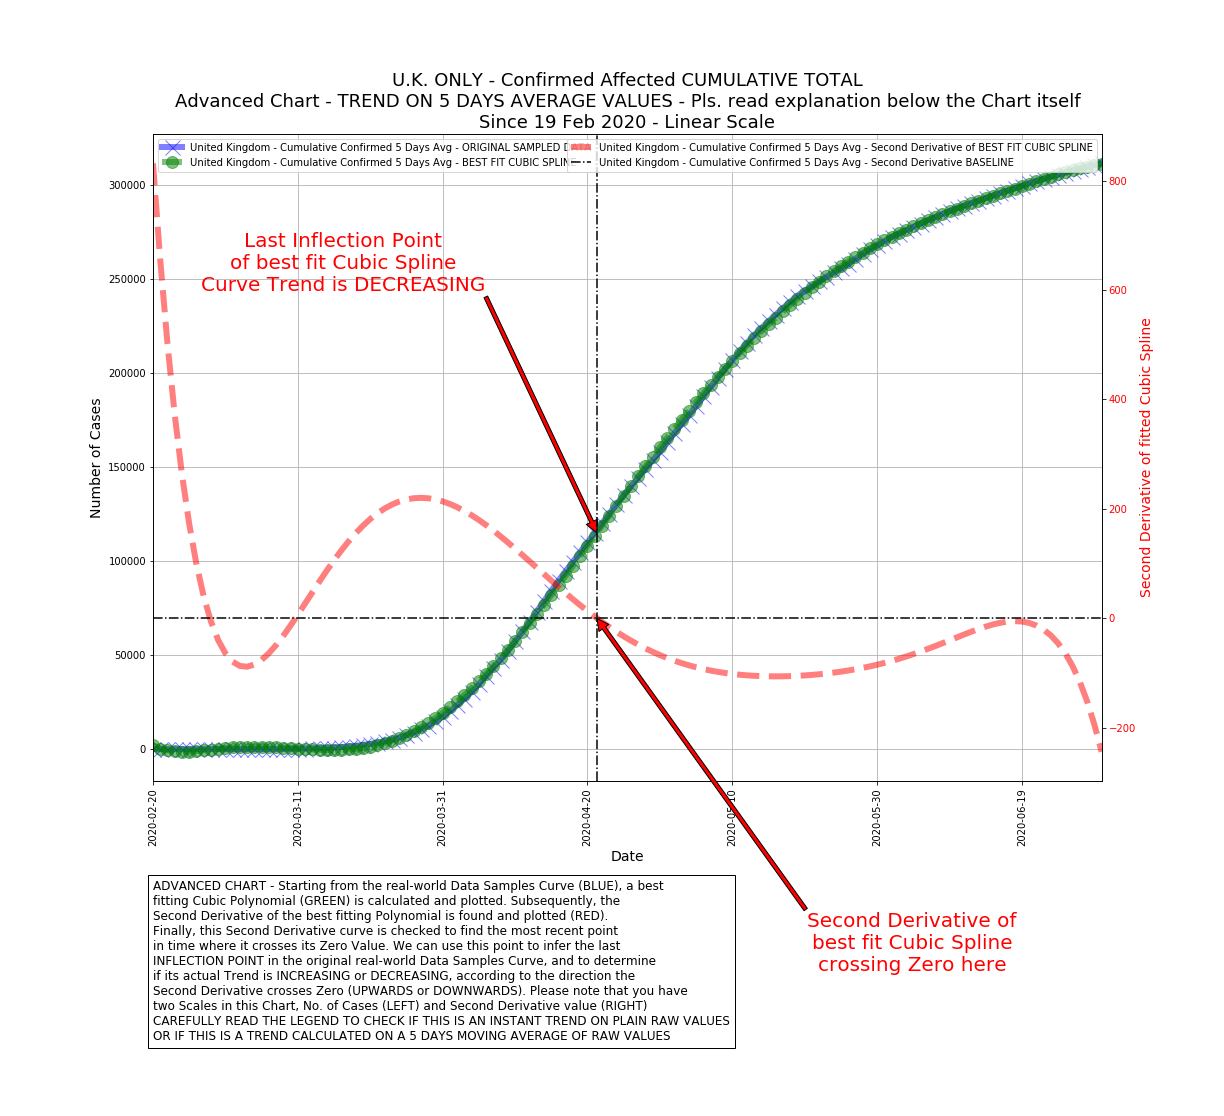 U.K. ONLY - Confirmed Affected CUMULATIVE TOTAL
Advanced Chart - TREND ON 5 DAYS AVERAGE VALUES - Pls. read explanation below the Chart itself
Since 19 Feb 2020 - Linear Scale
United Kingdom - Cumulative Confirmed 5 Days Avg - ORIGINAL SAMPLED
United Kingdom - Cumulative Confirmed 5 Days Avg - BEST FIT CUBIC SPLINE
United Kingdom - Cumulative Confirmed 5 Days Avg - Second Derivative of BEST FIT CUBIC SPLINE
United Kingdom - Cumulative Confirmed 5 Days Avg - Second Derivative BASELINE
Last Inflection Point
of best fit Cubic Spline
Curve Trend is DECREASING
Number of Cases
300000
250000
200000
150000
100000
50000
0
800
600
400
200
0
−200
Second Derivative of fitted Cubic Spline
2020-02-20
2020-03-11
2020-03-31
2020-04-20
2020-05-10
2020-05-30
2020-06-19
Date
ADVANCED CHART - Starting from the real-world Data Samples Curve (BLUE), a best
fitting Cubic Polynomial (GREEN) is calculated and plotted. Subsequently, the
Second Derivative of the best fitting Polynomial is found and plotted (RED).
Finally, this Second Derivative curve is checked to find the most recent point
in time where it crosses its Zero Value. We can use this point to infer the last
INFLECTION POINT in the original real-world Data Samples Curve, and to determine
if its actual Trend is INCREASING or DECREASING, according to the direction the
Second Derivative crosses Zero (UPWARDS or DOWNWARDS). Please note that you have
two Scales in this Chart, No. of Cases (LEFT) and Second Derivative value (RIGHT)
CAREFULLY READ THE LEGEND TO CHECK IF THIS IS AN INSTANT TREND ON PLAIN RAW VALUES
OR IF THIS IS A TREND CALCULATED ON A 5 DAYS MOVING AVERAGE OF RAW VALUES
Second Derivative of
best fit Cubic Spline
crossing Zero here